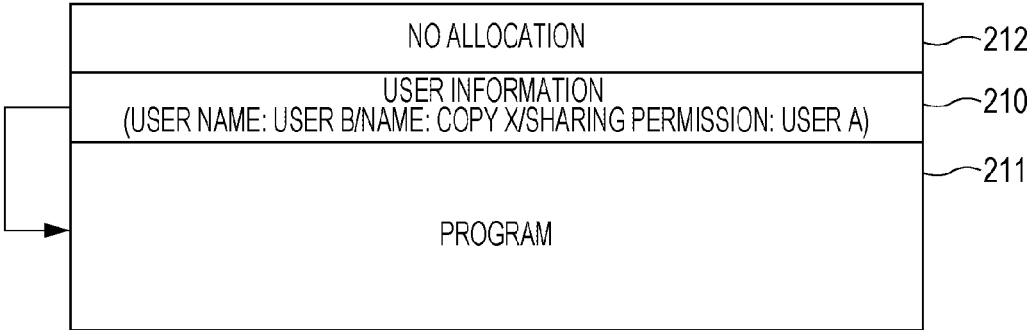 NO ALLOCATION
212
USER INFORMATION
(USER NAME: USER B/NAME: COPY X/SHARING PERMISSION: USER A)
210
211
PROGRAM